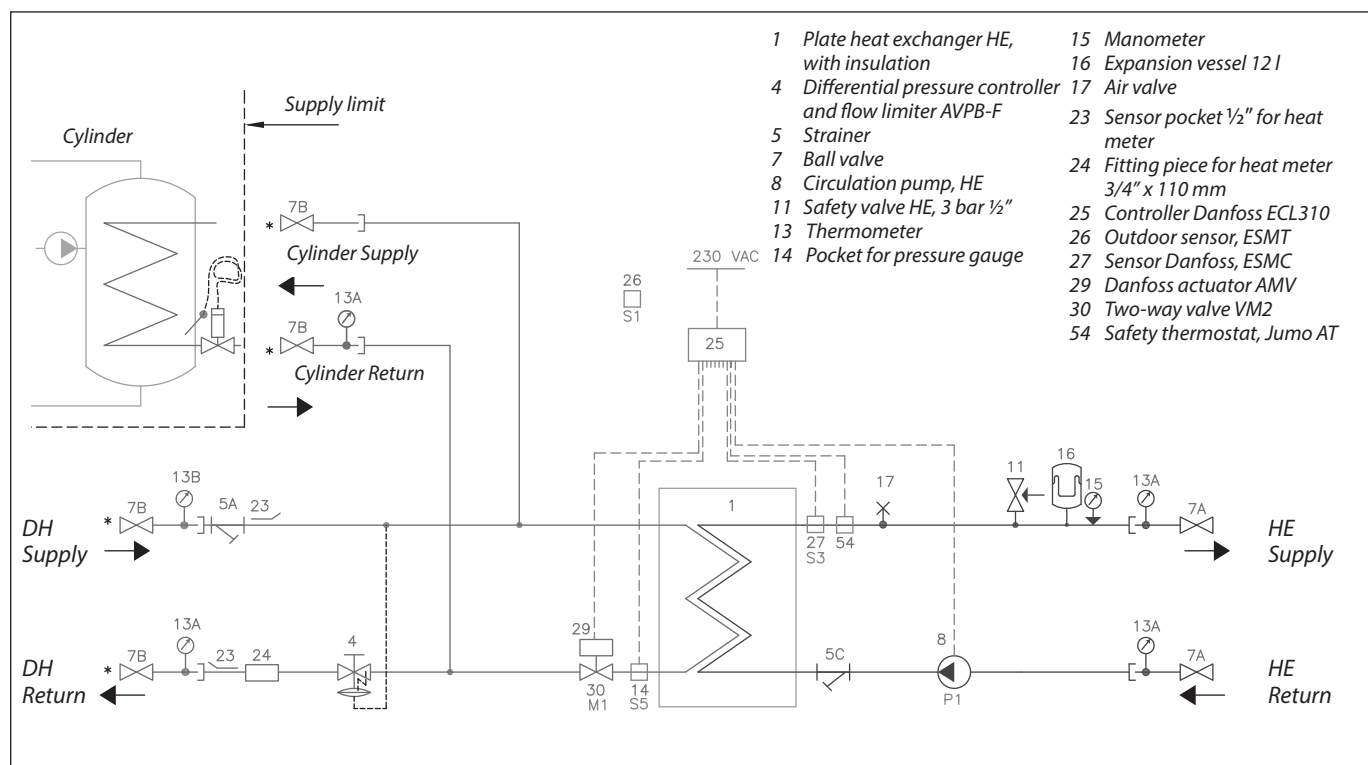 1 Plate heat exchanger HE,
with insulation
4 Differential pressure controller
and flow limiter AVPB-F
5 Strainer
7 Ball valve
8 Circulation pump, HE
11 Safety valve HE, 3 bar ½"
13 Thermometer
14 Pocket for pressure gauge
15 Manometer
16 Expansion vessel 12 l
17 Air valve
23 Sensor pocket ½" for heat
meter
24 Fitting piece for heat meter
3/4" x 110 mm
25 Controller Danfoss ECL310
26 Outdoor sensor, ESMT
27 Sensor Danfoss, ESMC
29 Danfoss actuator AMV
30 Two-way valve VM2
54 Safety thermostat, Jumo AT
Supply limit
Cylinder
7B
*
Cylinder Supply
13A
7B
*
Cylinder Return
26
S1
230 VAC
25
DH
Supply
*
7B
13B
5A
23
1
27
S3
54
17
11
16
15
13A
7A
HE
Supply
DH
Return
*
7B
13A
23
24
4
29
30
M1
14
S5
5C
8
P1
13A
7A
HE
Return